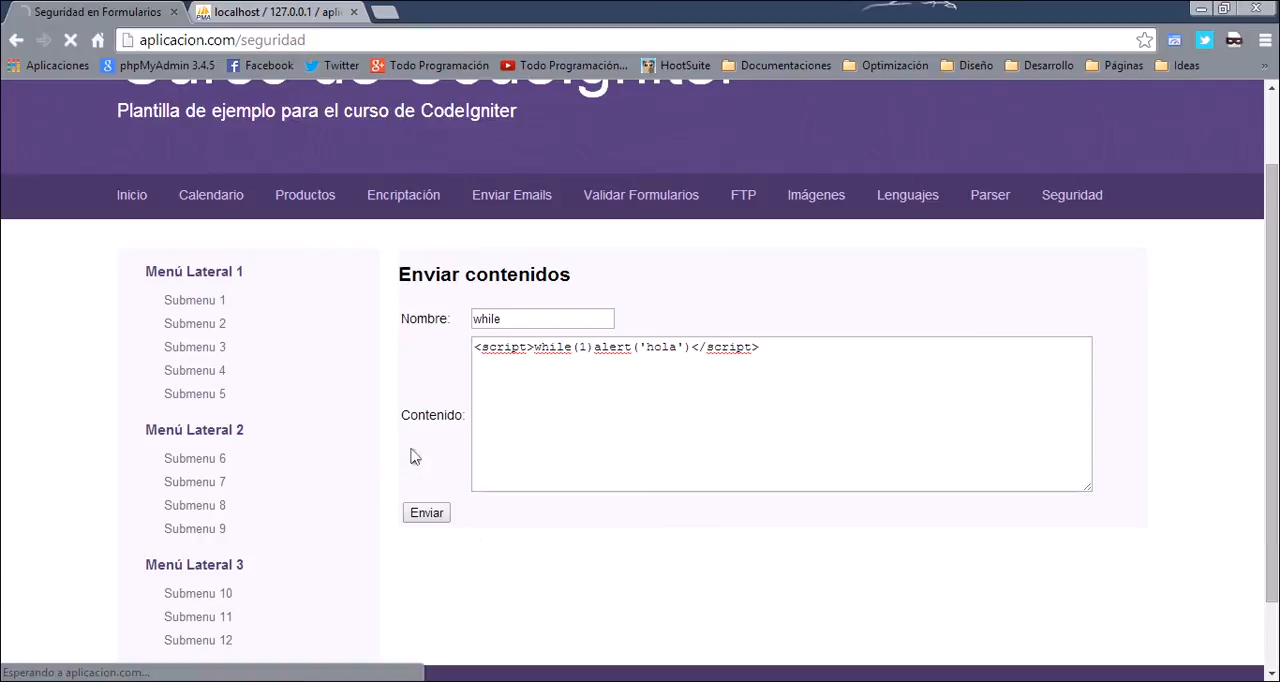 Seguridad en Formularios
localhost / 127.0.0.1 / apli
aplicacion.com/seguridad
Aplicaciones phpMyAdmin 3.4.5 Facebook Twitter Todo Programación Todo Programación... HootSuite Documentaciones Optimización Diseño Desarrollo Páginas Ideas »
Curso de CodeIgniter
Plantilla de ejemplo para el curso de CodeIgniter
Inicio Calendario Productos Encriptación Enviar Emails Validar Formularios FTP Imágenes Lenguajes Parser Seguridad
Menú Lateral 1
Submenu 1
Submenu 2
Submenu 3
Submenu 4
Submenu 5
Menú Lateral 2
Submenu 6
Submenu 7
Submenu 8
Submenu 9
Menú Lateral 3
Submenu 10
Submenu 11
Submenu 12
Enviar contenidos
Nombre: while
<script>while(1)alert('hola')</script>
Contenido:
Enviar
Esperando a aplicacion.com...